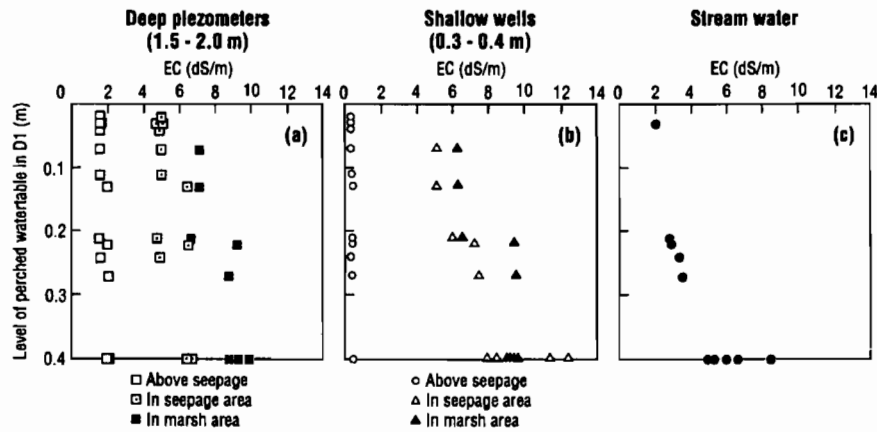 Deep piezometers
(1.5 - 2.0 m)
EC (dS/m)
0 2 4 6 8 10 14
Level of perched watertable in D1 (m)
0
0.1
0.2
0.3
0.4
(a)
□ Above seepage
⊡ In seepage area
■ In marsh area
Shallow wells
(0.3 - 0.4 m)
EC (dS/m)
0 2 4 6 8 10 14
(b)
○ Above seepage
△ In seepage area
▲ In marsh area
Stream water
EC (dS/m)
0 2 4 6 8 10 14
(c)